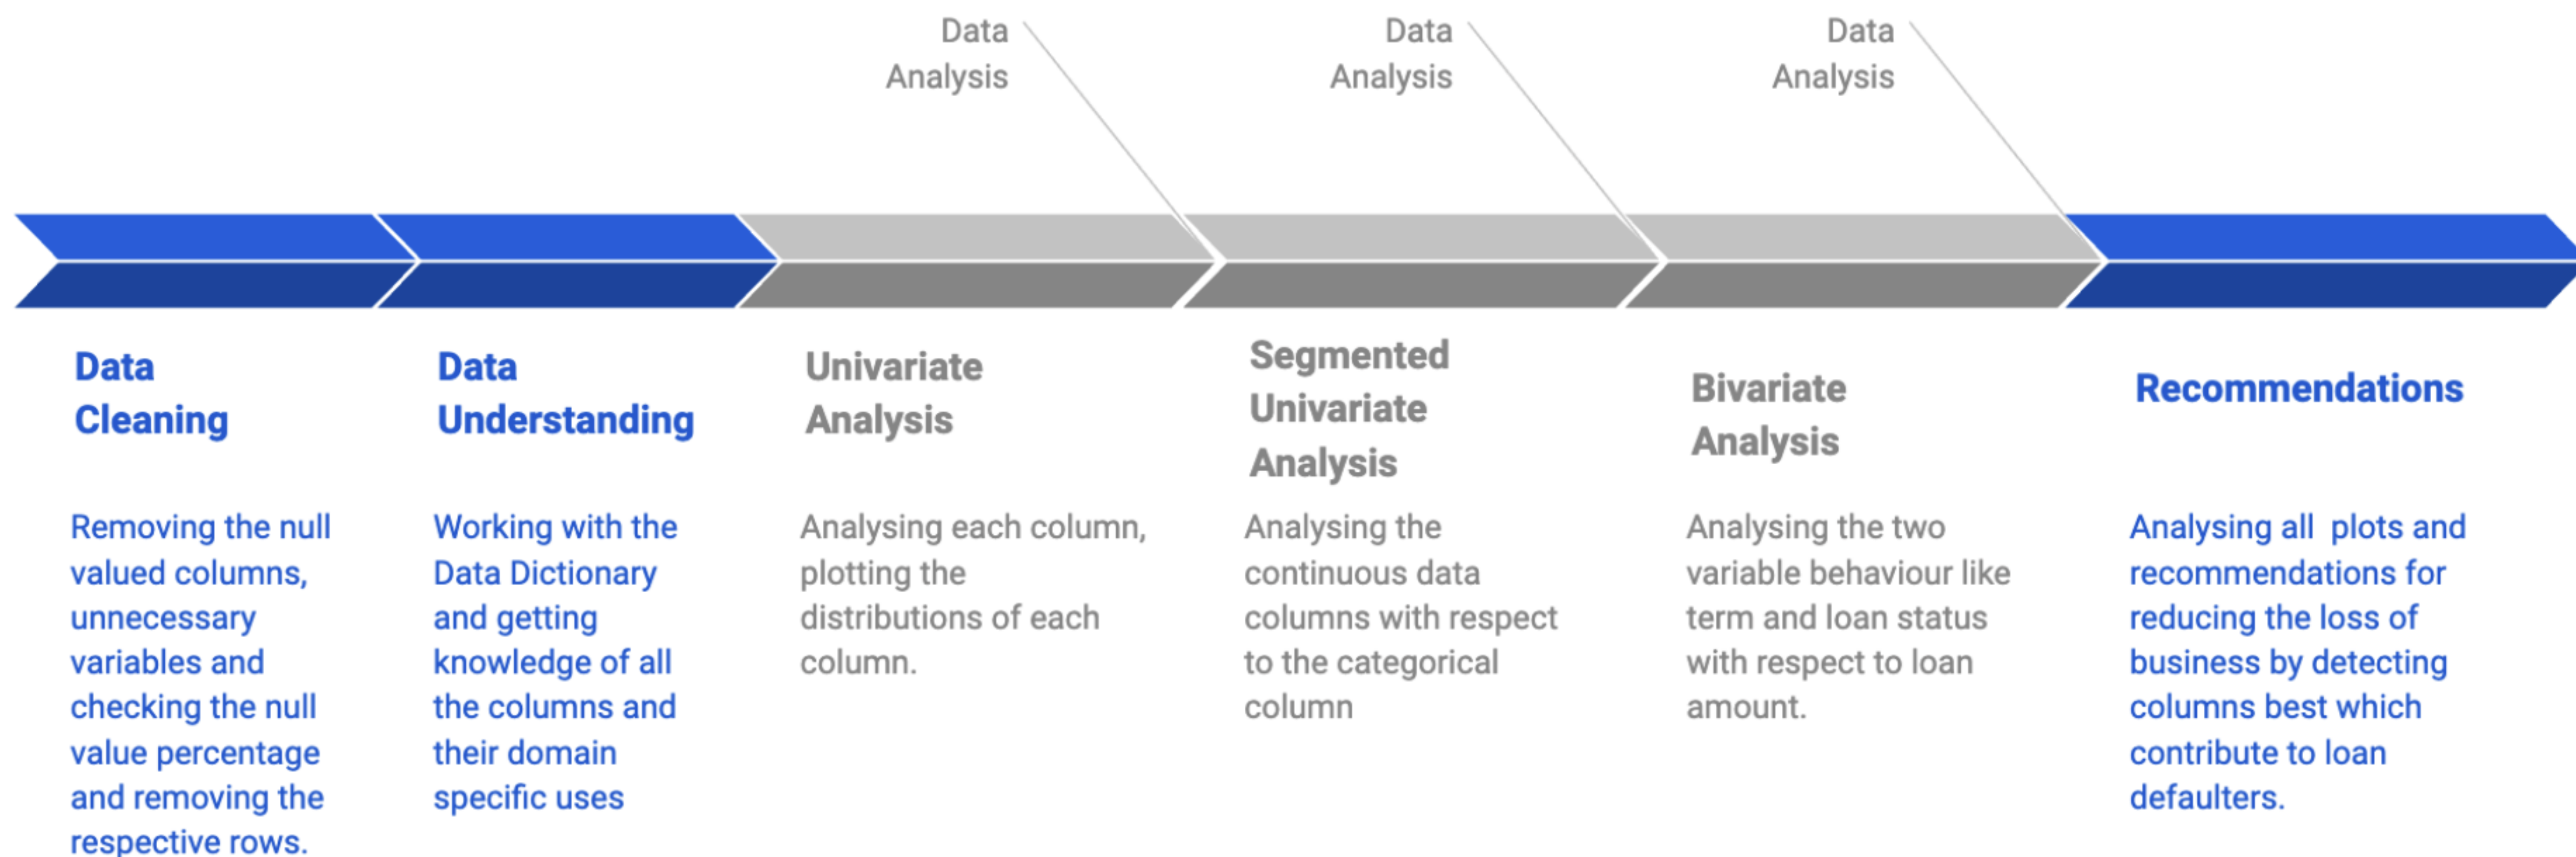 Data
Analysis
Data
Analysis
Data
Analysis
Data
Cleaning
Data
Understanding
Univariate
Analysis
Segmented
Univariate
Analysis
Bivariate
Analysis
Recommendations
Removing the null
valued columns,
unnecessary
variables and
checking the null
value percentage
and removing the
respective rows.
Working with the
Data Dictionary
and getting
knowledge of all
the columns and
their domain
specific uses
Analysing each column,
plotting the
distributions of each
column.
Analysing the
continuous data
columns with respect
to the categorical
column
Analysing the two
variable behaviour like
term and loan status
with respect to loan
amount.
Analysing all  plots and
recommendations for
reducing the loss of
business by detecting
columns best which
contribute to loan
defaulters.